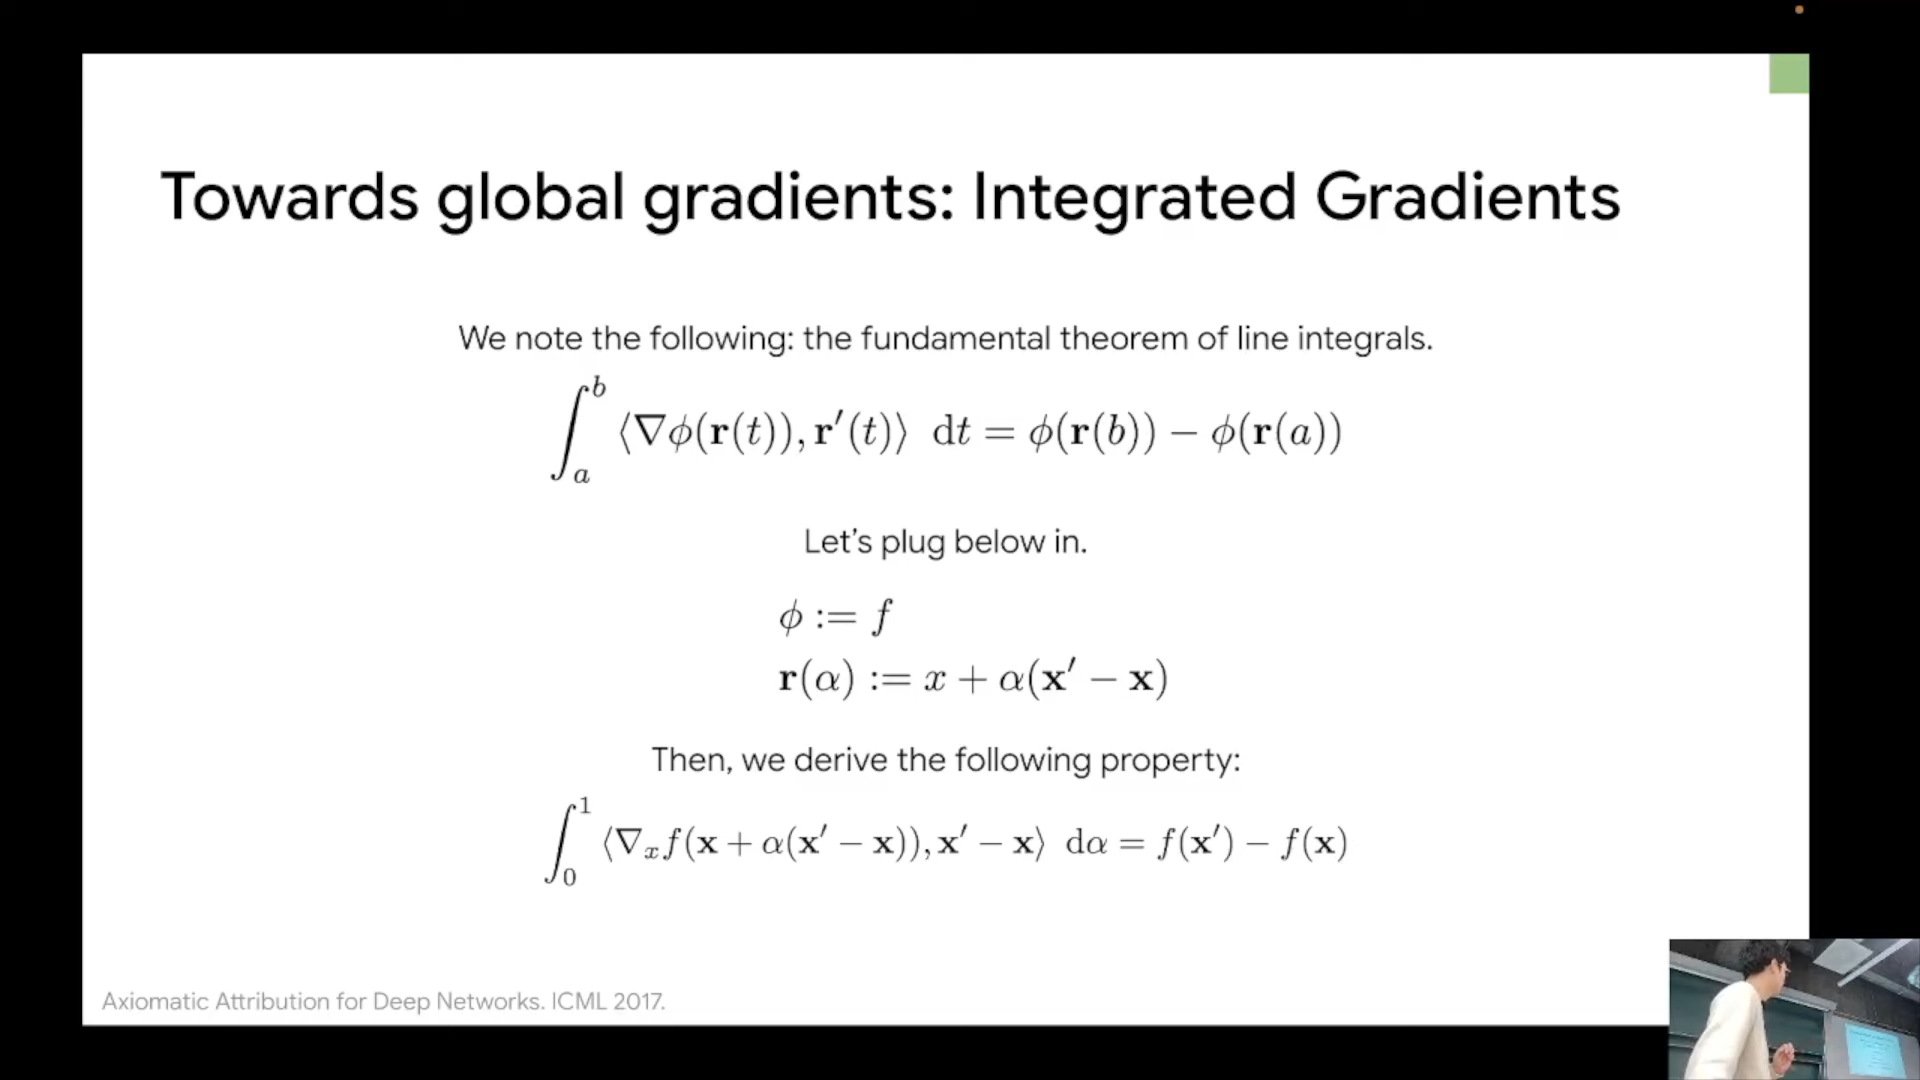 Towards global gradients: Integrated Gradients
We note the following: the fundamental theorem of line integrals.
∫_a^b ⟨∇ϕ(r(t)), r′(t)⟩ dt = ϕ(r(b)) − ϕ(r(a))
Let's plug below in.
ϕ := f
r(α) := x + α(x′ − x)
Then, we derive the following property:
∫_0^1 ⟨∇_x f(x + α(x′ − x)), x′ − x⟩ dα = f(x′) − f(x)
Axiomatic Attribution for Deep Networks. ICML 2017.